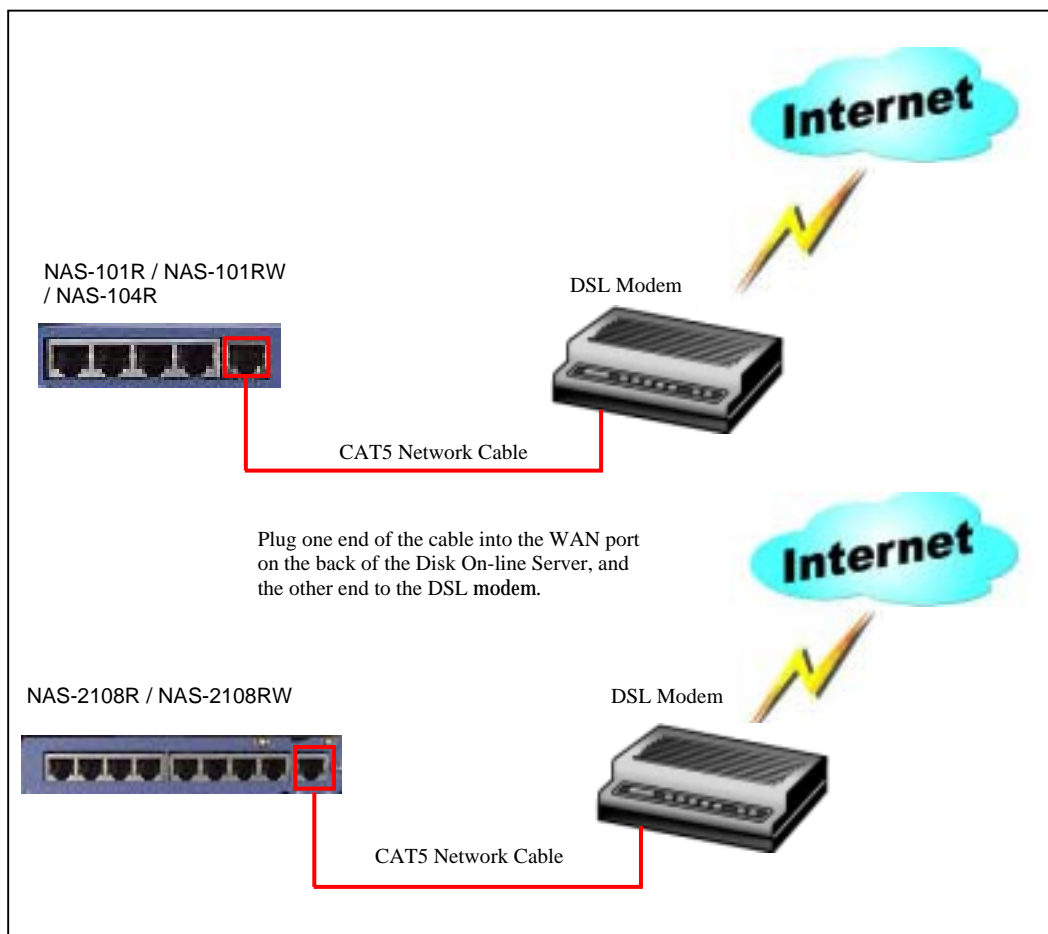 Internet
NAS-101R / NAS-101RW
/ NAS-104R
DSL Modem
CAT5 Network Cable
Plug one end of the cable into the WAN port
on the back of the Disk On-line Server, and
the other end to the DSL modem.
Internet
NAS-2108R / NAS-2108RW
DSL Modem
CAT5 Network Cable